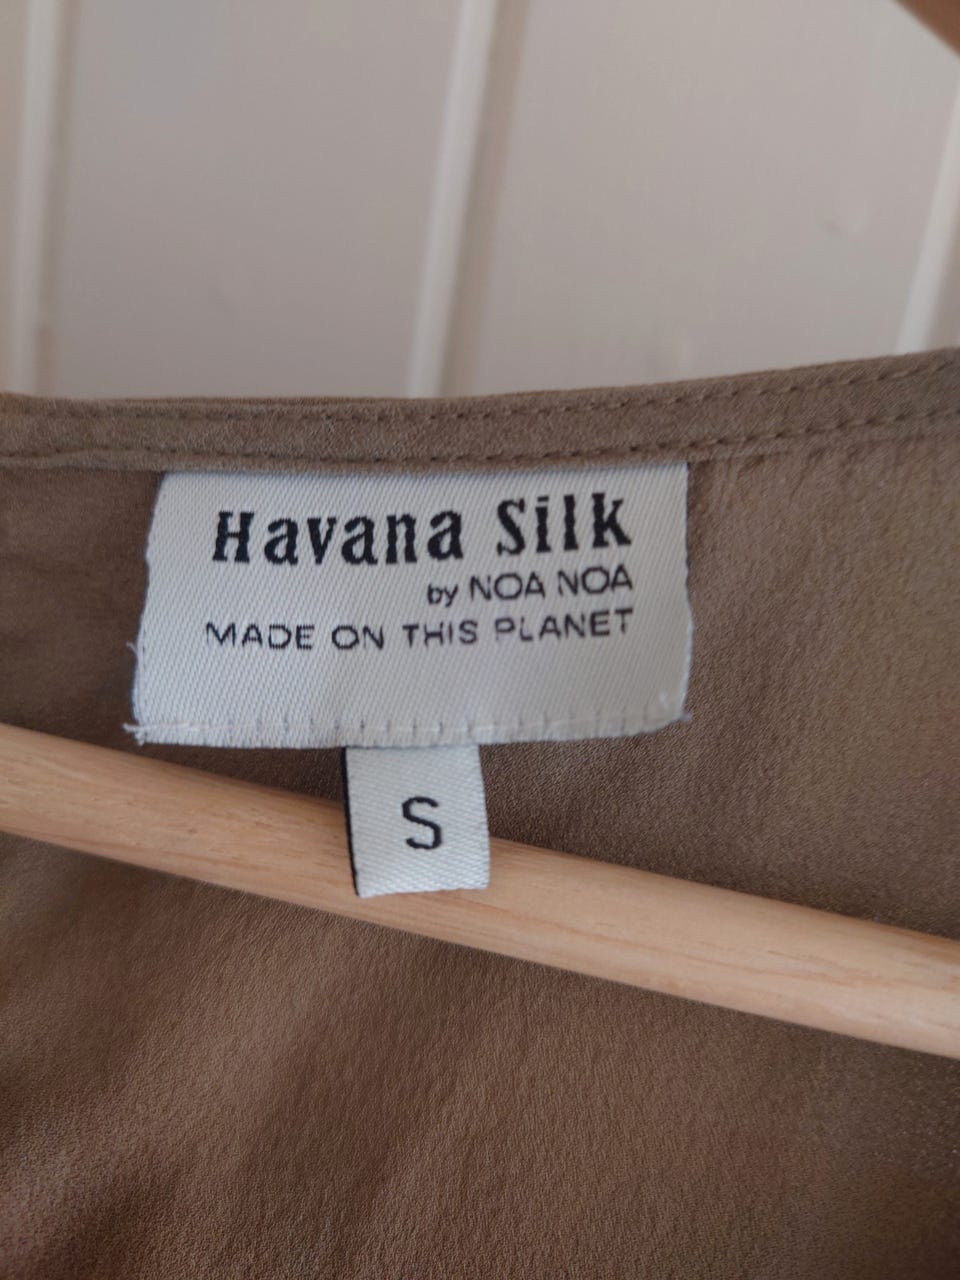 Havana Silk
by NOA NOA
MADE ON THIS PLANET
S